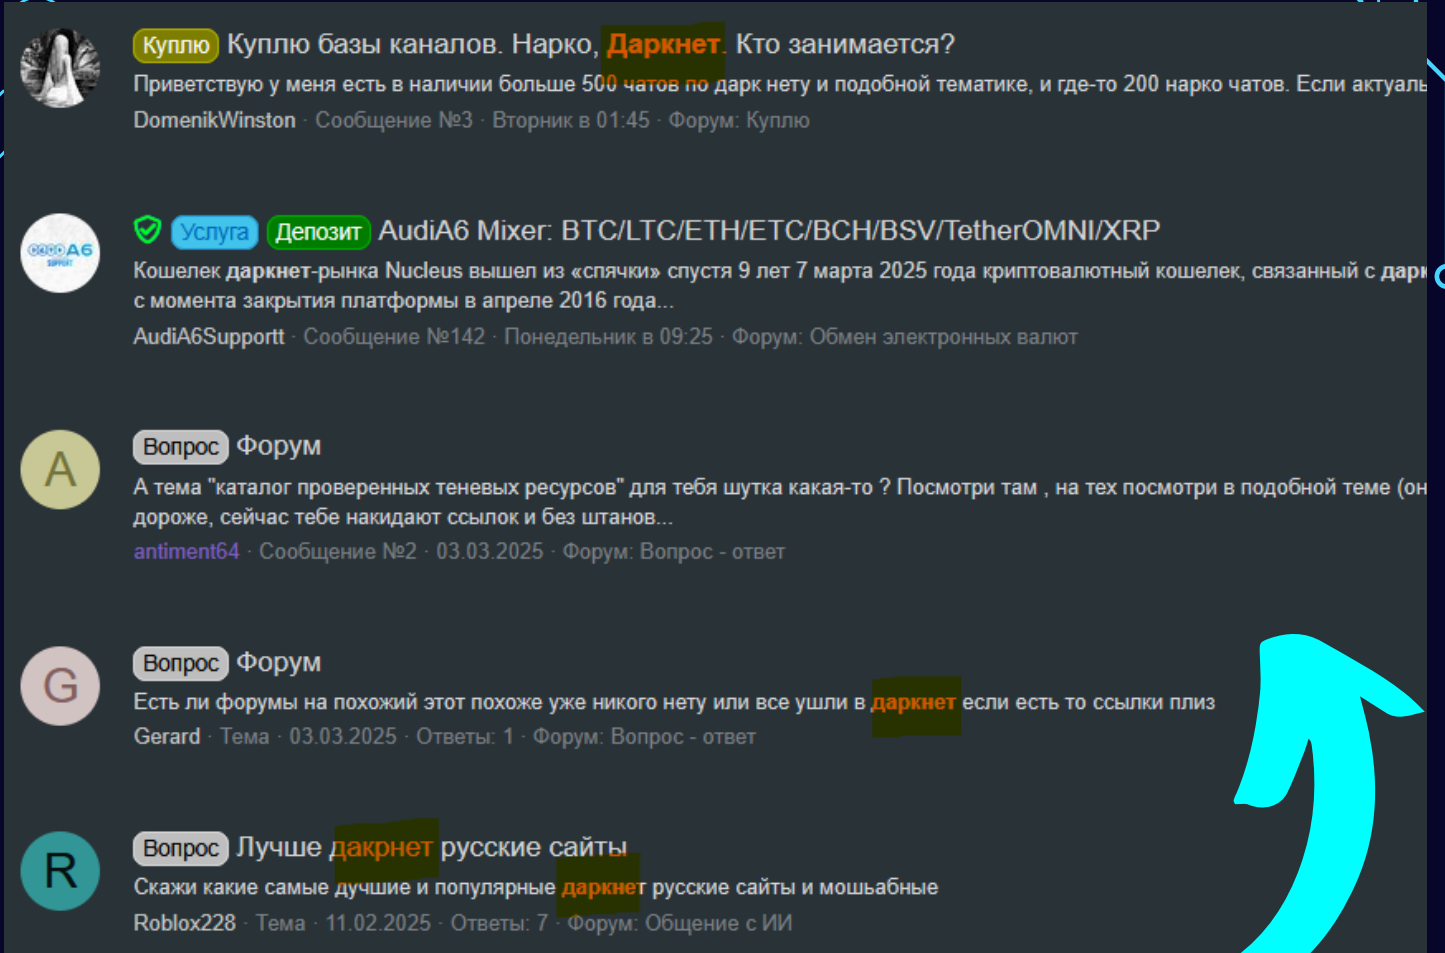 Куплю Куплю базы каналов. Нарко, Даркнет. Кто занимается?
Приветствую у меня есть в наличии больше 500 чатов по дарк нету и подобной тематике, и где-то 200 нарко чатов. Если актуаль
DomenikWinston · Сообщение №3 · Вторник в 01:45 · Форум: Куплю
A6
SUPPORT
Услуга Депозит AudiA6 Mixer: BTC/LTC/ETH/ETC/BCH/BSV/TetherOMNI/XRP
Кошелек даркнет-рынка Nucleus вышел из «спячки» спустя 9 лет 7 марта 2025 года криптовалютный кошелек, связанный с дарк
с момента закрытия платформы в апреле 2016 года...
AudiA6Supportt · Сообщение №142 · Понедельник в 09:25 · Форум: Обмен электронных валют
A
Вопрос Форум
А тема "каталог проверенных теневых ресурсов" для тебя шутка какая-то ? Посмотри там , на тех посмотри в подобной теме (он
дороже, сейчас тебе накидают ссылок и без штанов...
antiment64 · Сообщение №2 · 03.03.2025 · Форум: Вопрос - ответ
G
Вопрос Форум
Есть ли форумы на похожий этот похоже уже никого нету или все ушли в даркнет если есть то ссылки плиз
Gerard · Тема · 03.03.2025 · Ответы: 1 · Форум: Вопрос - ответ
R
Вопрос Лучше дакрнет русские сайты
Скажи какие самые лучшие и популярные даркнет русские сайты и мошьабные
Roblox228 · Тема · 11.02.2025 · Ответы: 7 · Форум: Общение с ИИ